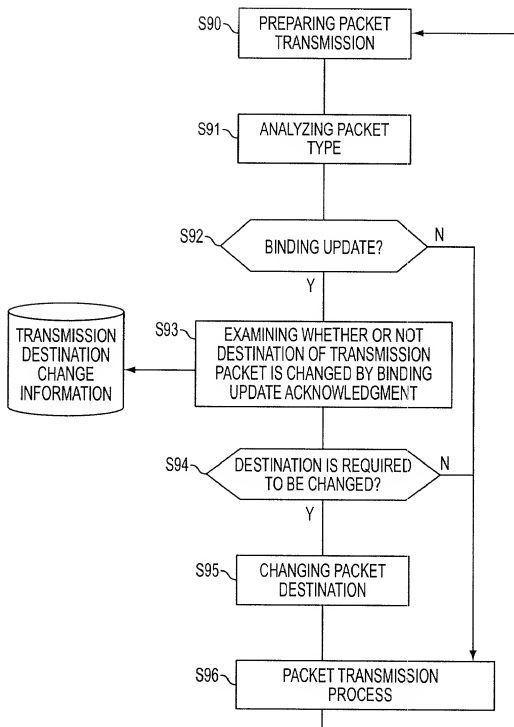 S90
PREPARING PACKET
TRANSMISSION
S91
ANALYZING PACKET
TYPE
S92
BINDING UPDATE?
N
Y
TRANSMISSION
DESTINATION
CHANGE
INFORMATION
S93
EXAMINING WHETHER OR NOT
DESTINATION OF TRANSMISSION
PACKET IS CHANGED BY BINDING
UPDATE ACKNOWLEDGMENT
S94
DESTINATION IS REQUIRED
TO BE CHANGED?
N
Y
S95
CHANGING PACKET
DESTINATION
S96
PACKET TRANSMISSION
PROCESS